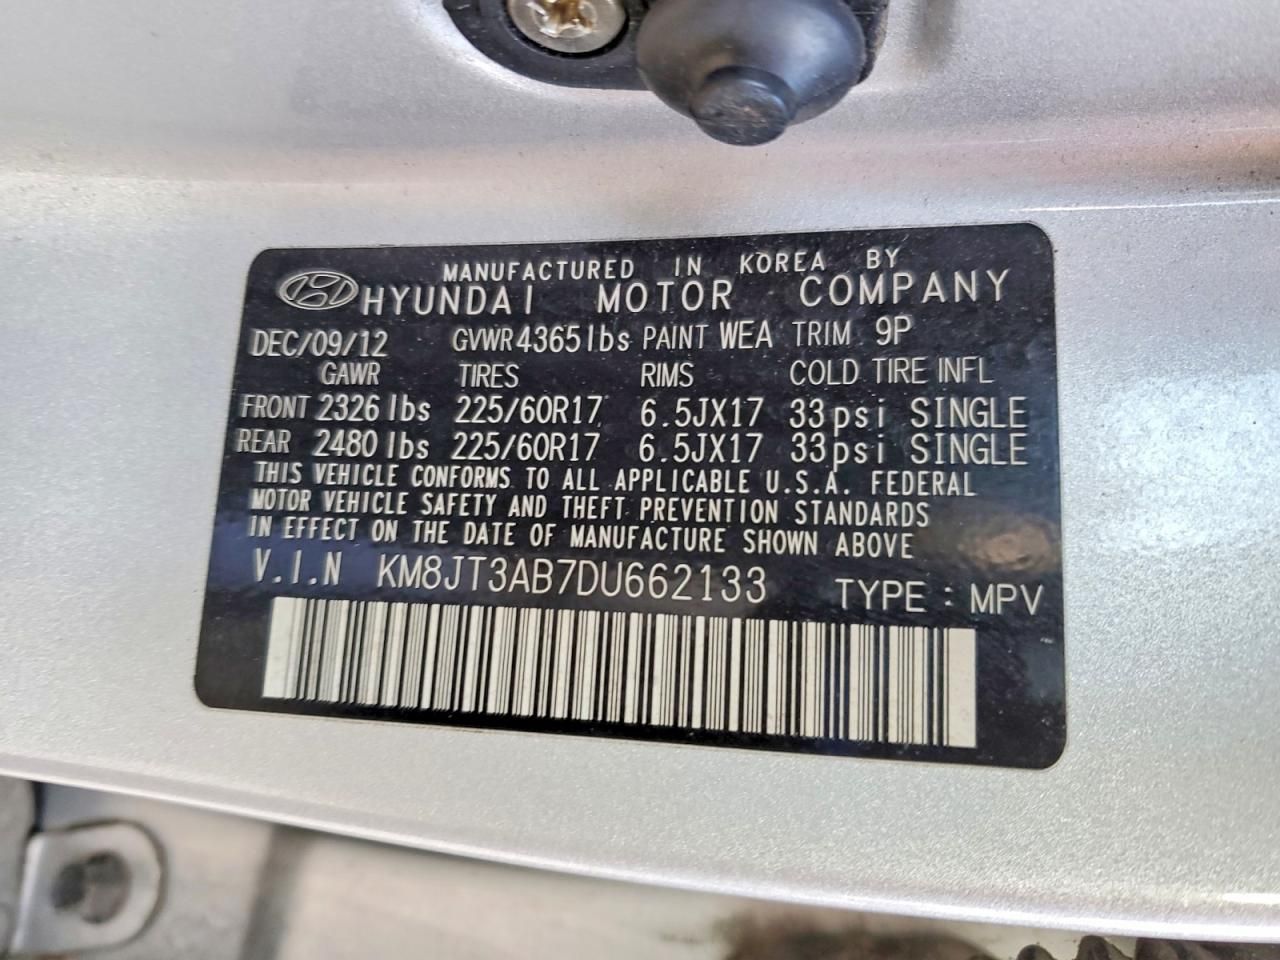 MANUFACTURED IN KOREA BY
HYUNDAI MOTOR COMPANY
DEC/09/12 GVWR 4365 lbs PAINT WEA TRIM 9P
GAWR TIRES RIMS COLD TIRE INFL
FRONT 2326 lbs 225/60R17 6.5JX17 33psi SINGLE
REAR 2480 lbs 225/60R17 6.5JX17 33psi SINGLE
THIS VEHICLE CONFORMS TO ALL APPLICABLE U.S.A. FEDERAL
MOTOR VEHICLE SAFETY AND THEFT PREVENTION STANDARDS
IN EFFECT ON THE DATE OF MANUFACTURE SHOWN ABOVE
V.I.N KM8JT3AB7DU662133 TYPE : MPV